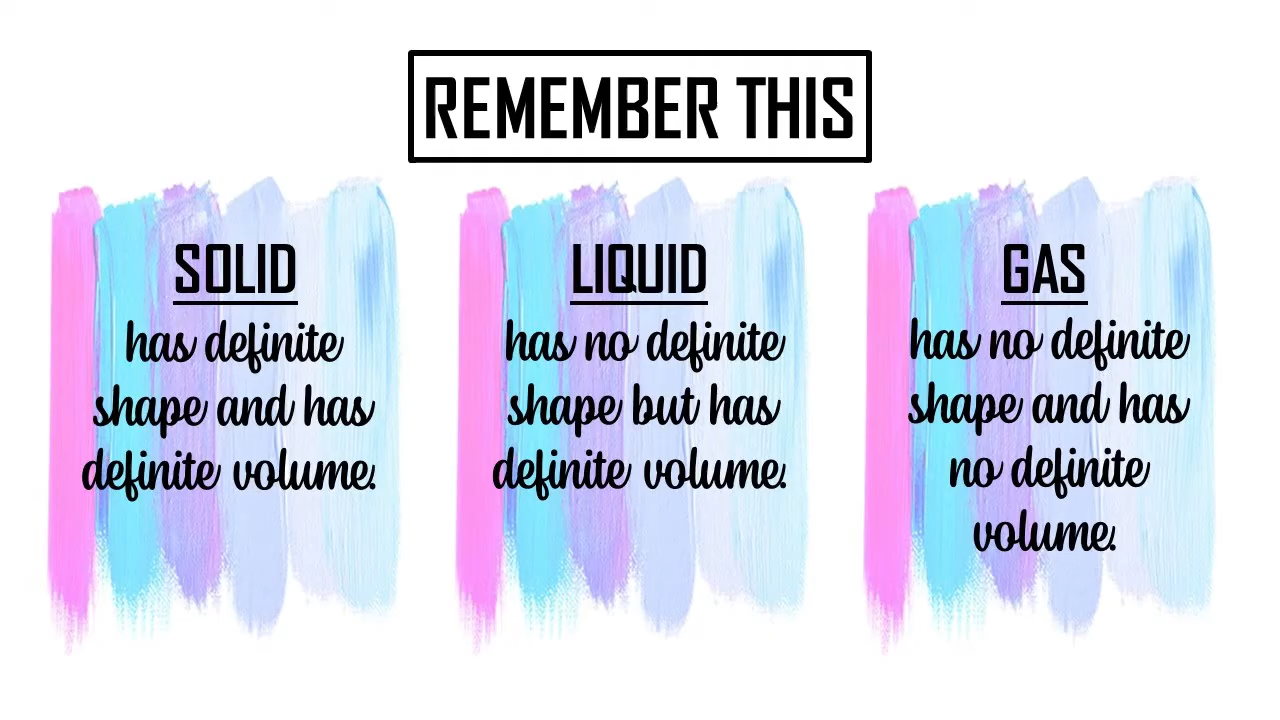 REMEMBER THIS
SOLID
has definite
shape and has
definite volume.
LIQUID
has no definite
shape but has
definite volume.
GAS
has no definite
shape and has
no definite
volume.